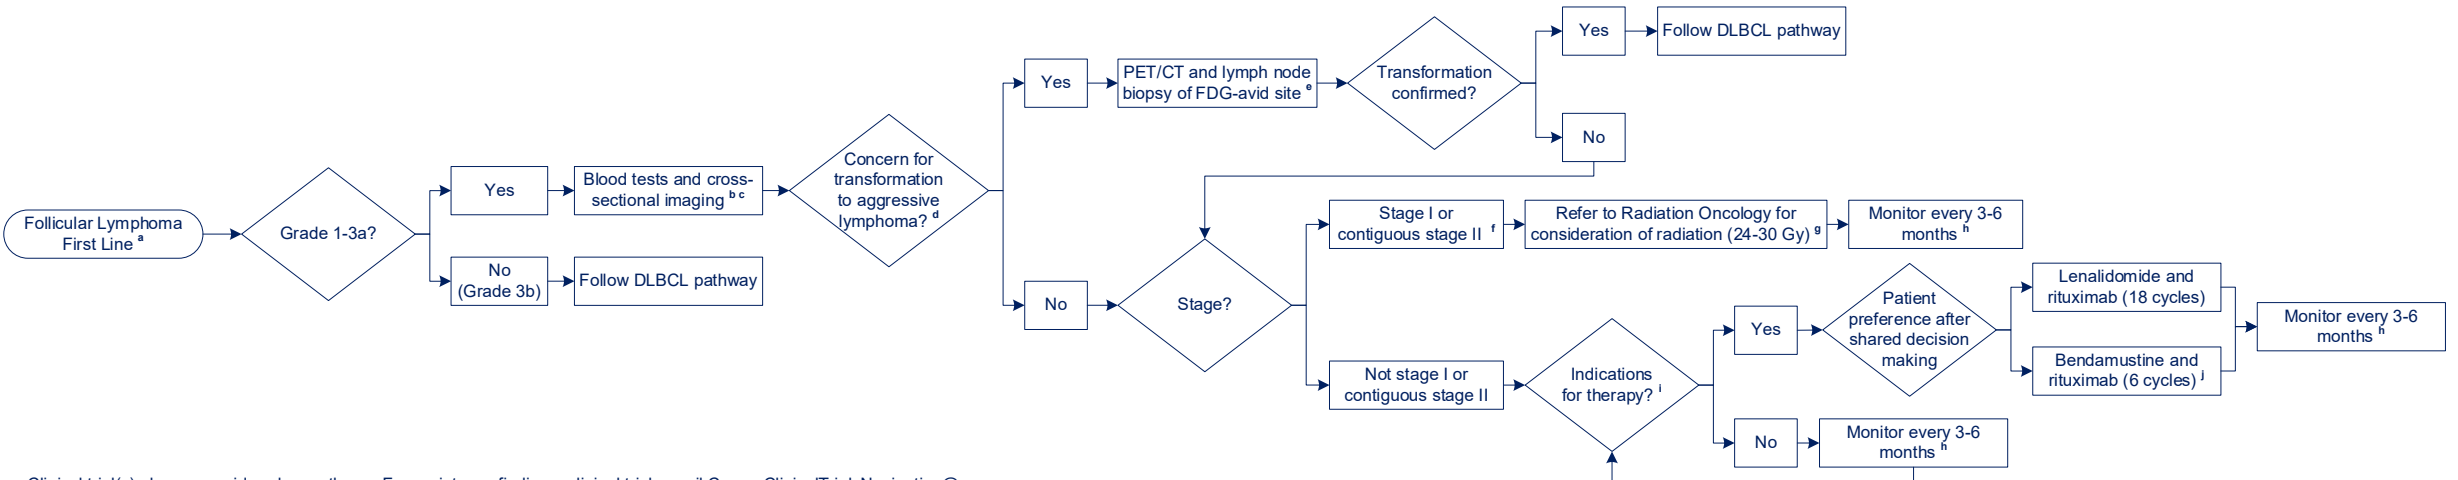 Follicular Lymphoma
First Line a
Grade 1-3a?
Yes
No
(Grade 3b)
Blood tests and cross-
sectional imaging b c
Follow DLBCL pathway
Concern for
transformation
to aggressive
lymphoma? d
Yes
No
PET/CT and lymph node
biopsy of FDG-avid site e
Transformation
confirmed?
Yes
Follow DLBCL pathway
No
Stage?
Stage I or
contiguous stage II f
Refer to Radiation Oncology for
consideration of radiation (24-30 Gy) g
Monitor every 3-6
months h
Not stage I or
contiguous stage II
Indications
for therapy? i
Yes
Patient
preference after
shared decision
making
Lenalidomide and
rituximab (18 cycles)
Bendamustine and
rituximab (6 cycles) j
Monitor every 3-6
months h
No
Monitor every 3-6
months h